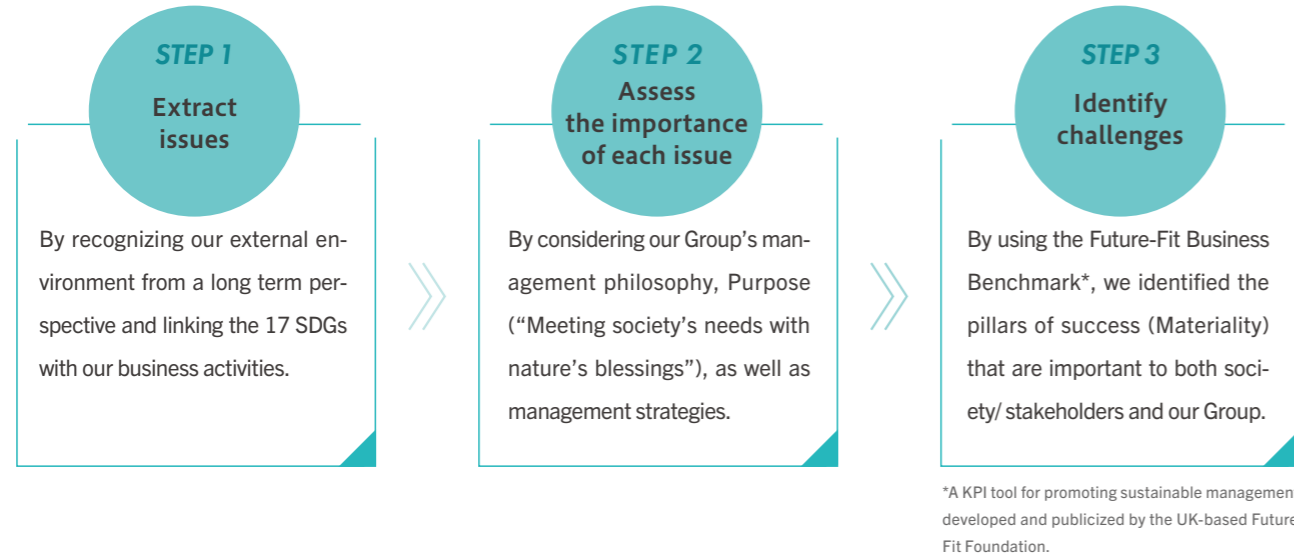 STEP 1
Extract
issues
By recognizing our external en-
vironment from a long term per-
spective and linking the 17 SDGs
with our business activities.
STEP 2
Assess
the importance
of each issue
By considering our Group's man-
agement philosophy, Purpose
(“Meeting society's needs with
nature's blessings”), as well as
management strategies.
STEP 3
Identify
challenges
By using the Future-Fit Business
Benchmark*, we identified the
pillars of success (Materiality)
that are important to both soci-
ety/ stakeholders and our Group.
*A KPI tool for promoting sustainable managemen
developed and publicized by the UK-based Future
Fit Foundation.